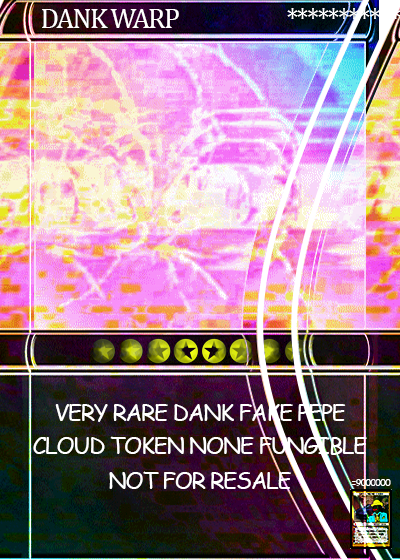 DANK WARP
**********
VERY RARE DANK FAKE PEPE
CLOUD TOKEN NONE FUNGIBLE
NOT FOR RESALE
=9000000